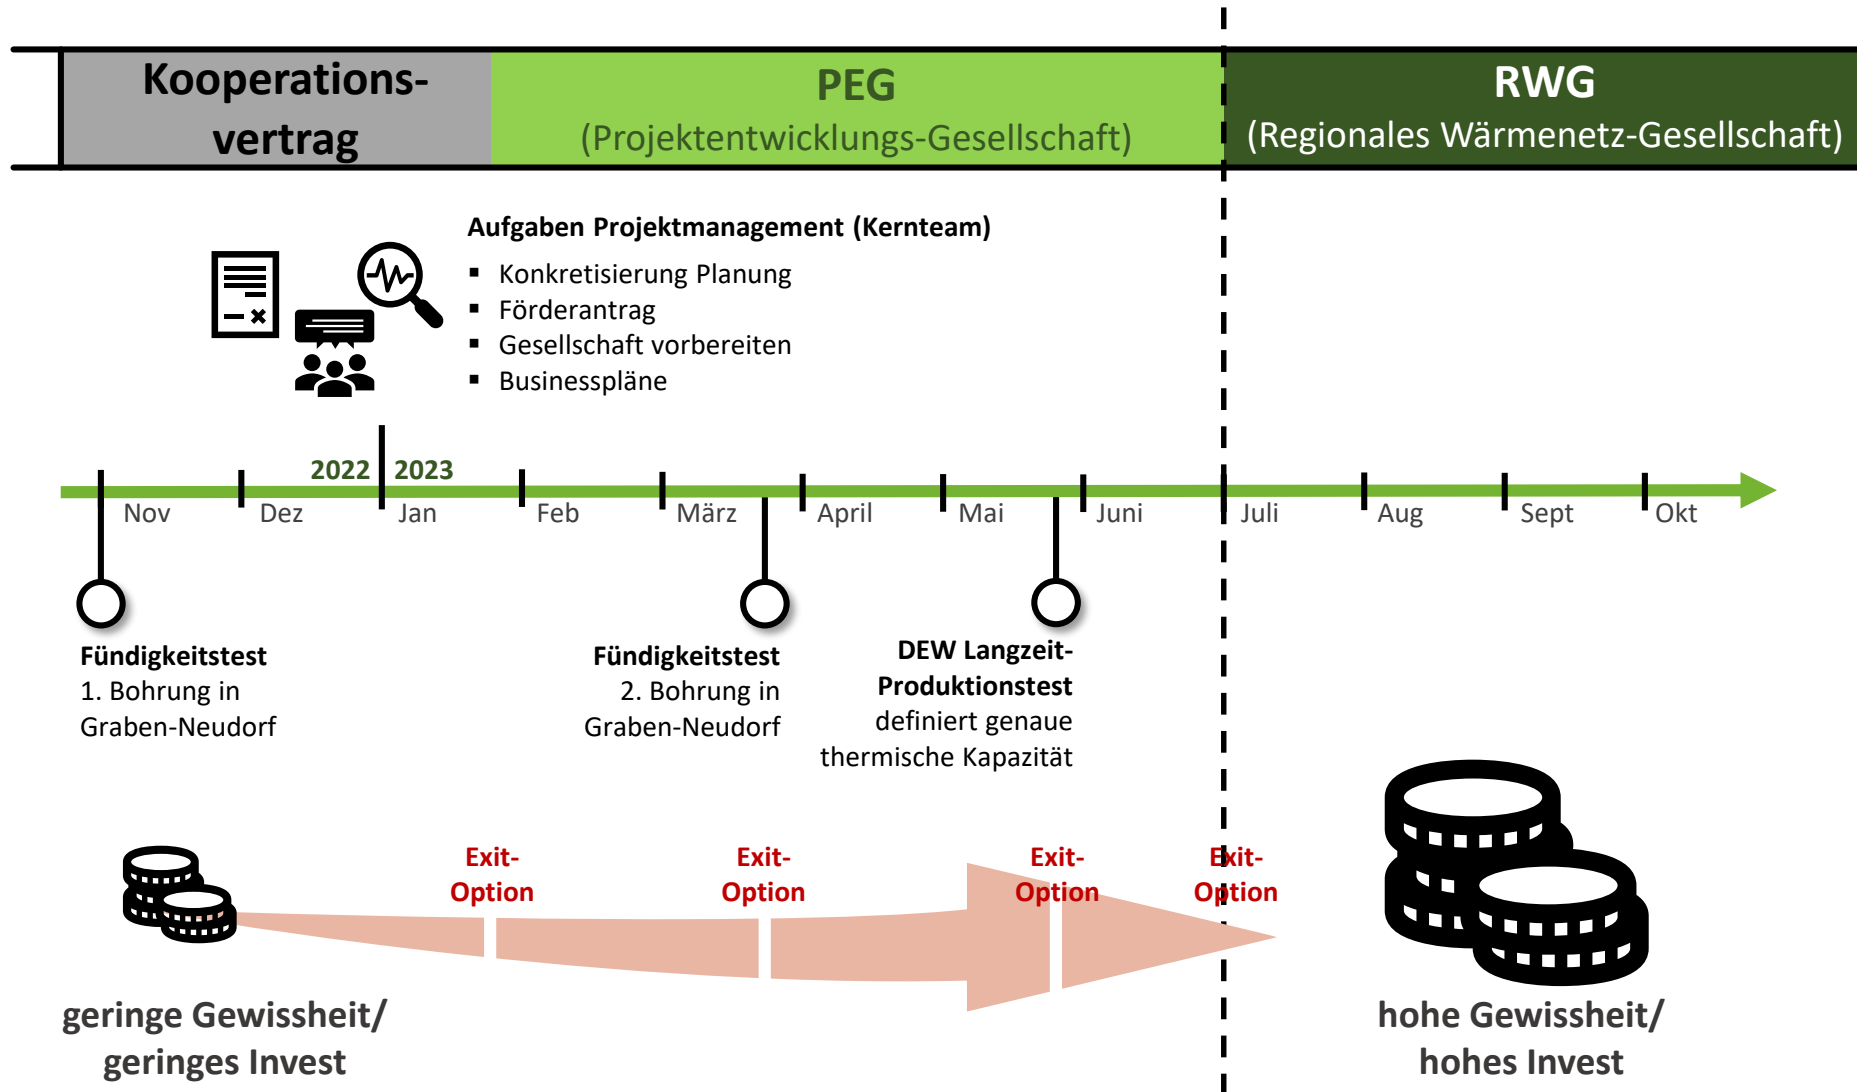 Kooperations-
vertrag
PEG
(Projektentwicklungs-Gesellschaft)
RWG
(Regionales Wärmenetz-Gesellschaft)
Aufgaben Projektmanagement (Kernteam)
▪ Konkretisierung Planung
▪ Förderantrag
▪ Gesellschaft vorbereiten
▪ Businesspläne
2022 2023
Nov Dez Jan Feb März April Mai Juni Juli Aug Sept Okt
Fündigkeitstest
1. Bohrung in
Graben-Neudorf
Fündigkeitstest
2. Bohrung in
Graben-Neudorf
DEW Langzeit-
Produktionstest
definiert genaue
thermische Kapazität
Exit-
Option
Exit-
Option
Exit-
Option
Exit-
Option
geringe Gewissheit/
geringes Invest
hohe Gewissheit/
hohes Invest